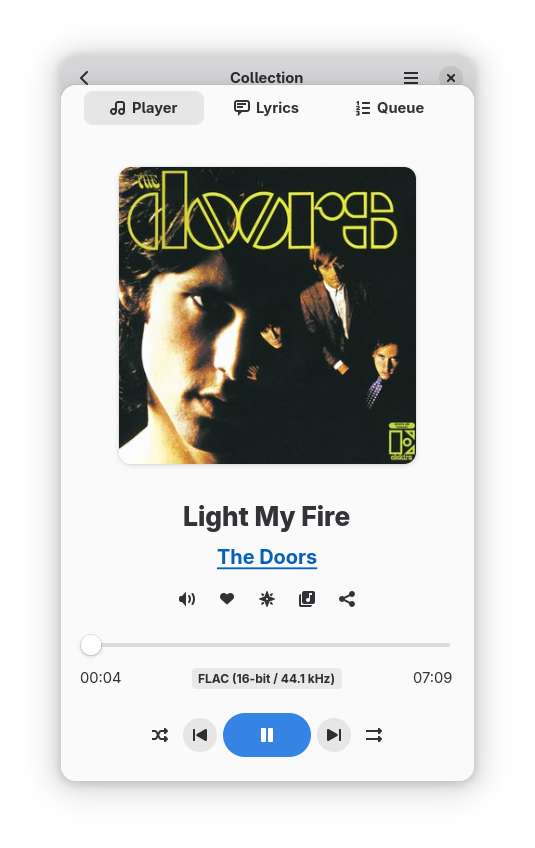 Collection
Player
Lyrics
Queue
THE
doors
elektra
Light My Fire
The Doors
00:04
FLAC (16-bit / 44.1 kHz)
07:09